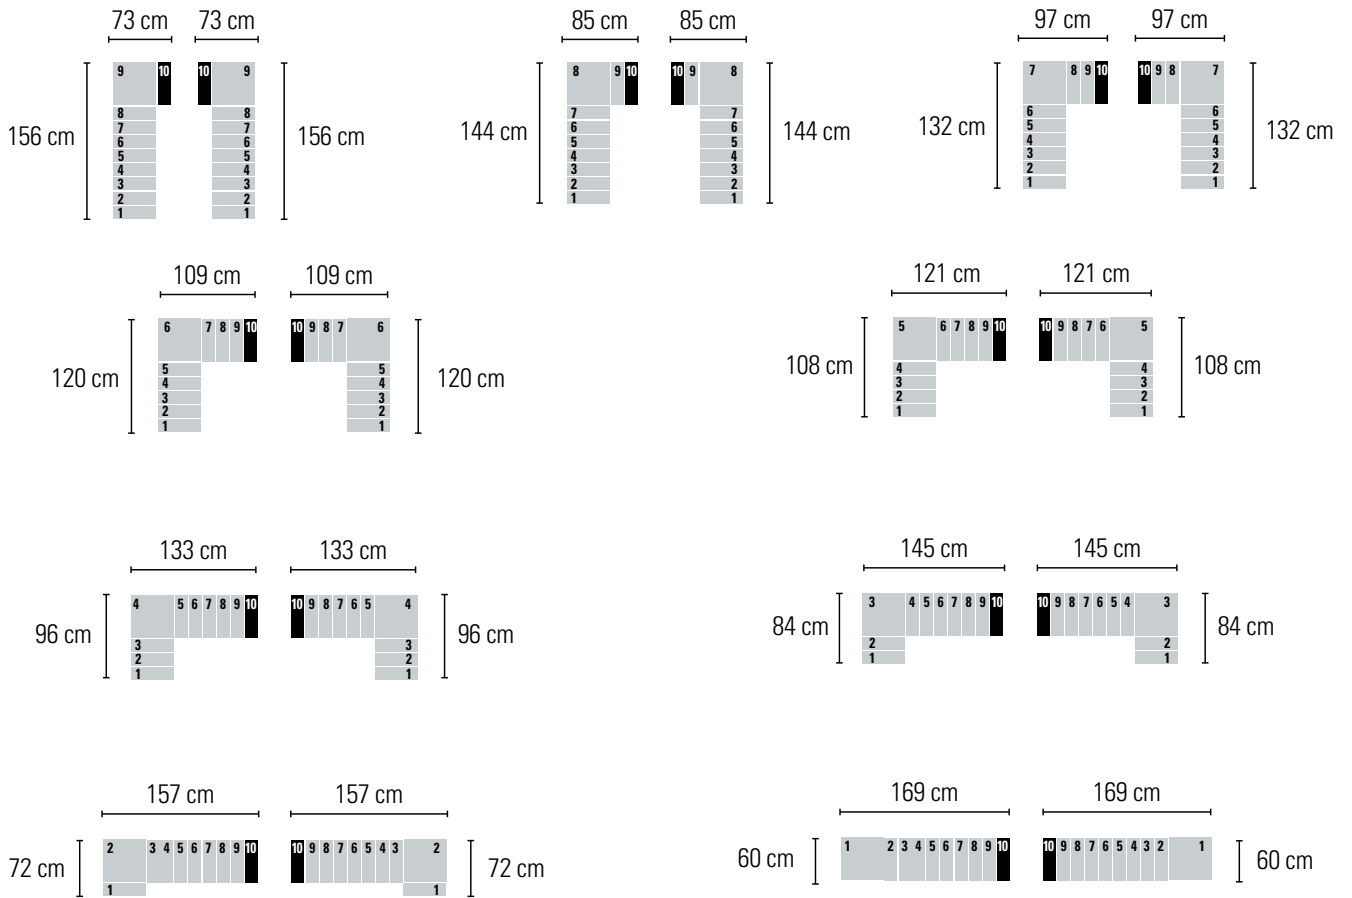 73 cm 73 cm 85 cm 85 cm 97 cm 97 cm
9 10 10 9 8 9 10 10 9 8 7 8 9 10 10 9 8 7
156 cm 156 cm 144 cm 144 cm 132 cm 132 cm
8 8 7 7 6 6
7 7 6 6 5 5
6 6 5 5 4 4
5 5 4 4 3 3
4 4 3 3 2 2
3 3 2 2 1 1
2 2 1 1
1 1
109 cm 109 cm 121 cm 121 cm
6 7 8 9 10 10 9 8 7 6 5 6 7 8 9 10 10 9 8 7 6 5
120 cm 120 cm 108 cm 108 cm
5 5 4 4
4 4 3 3
3 3 2 2
2 2 1 1
1 1
133 cm 133 cm 145 cm 145 cm
4 5 6 7 8 9 10 10 9 8 7 6 5 4 3 4 5 6 7 8 9 10 10 9 8 7 6 5 4 3
96 cm 96 cm 84 cm 84 cm
3 3 2 2
2 2 1 1
1 1
157 cm 157 cm 169 cm 169 cm
2 3 4 5 6 7 8 9 10 10 9 8 7 6 5 4 3 2 1 2 3 4 5 6 7 8 9 10 10 9 8 7 6 5 4 3 2 1
72 cm 72 cm 60 cm 60 cm
1 1